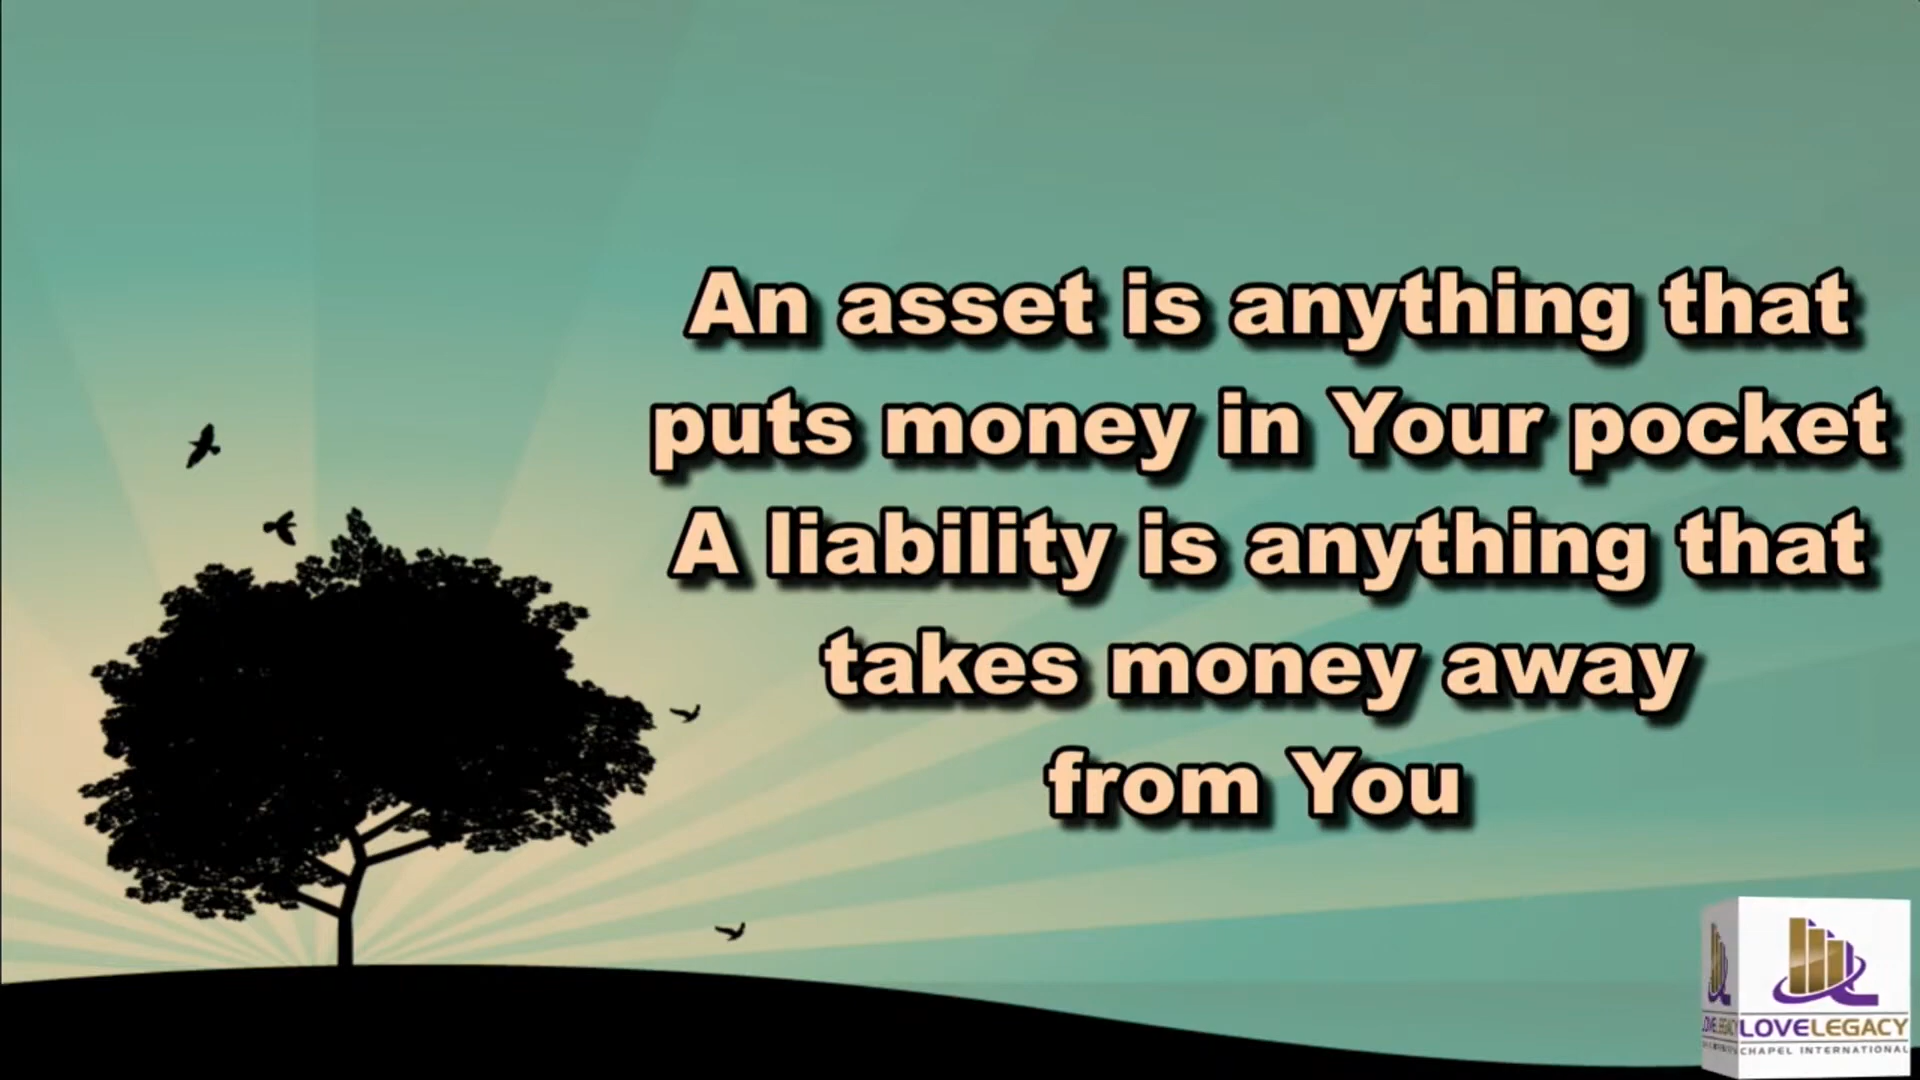 An asset is anything that
puts money in Your pocket
A liability is anything that
takes money away
from You
LOVELEGACY
CHAPEL INTERNATIONAL